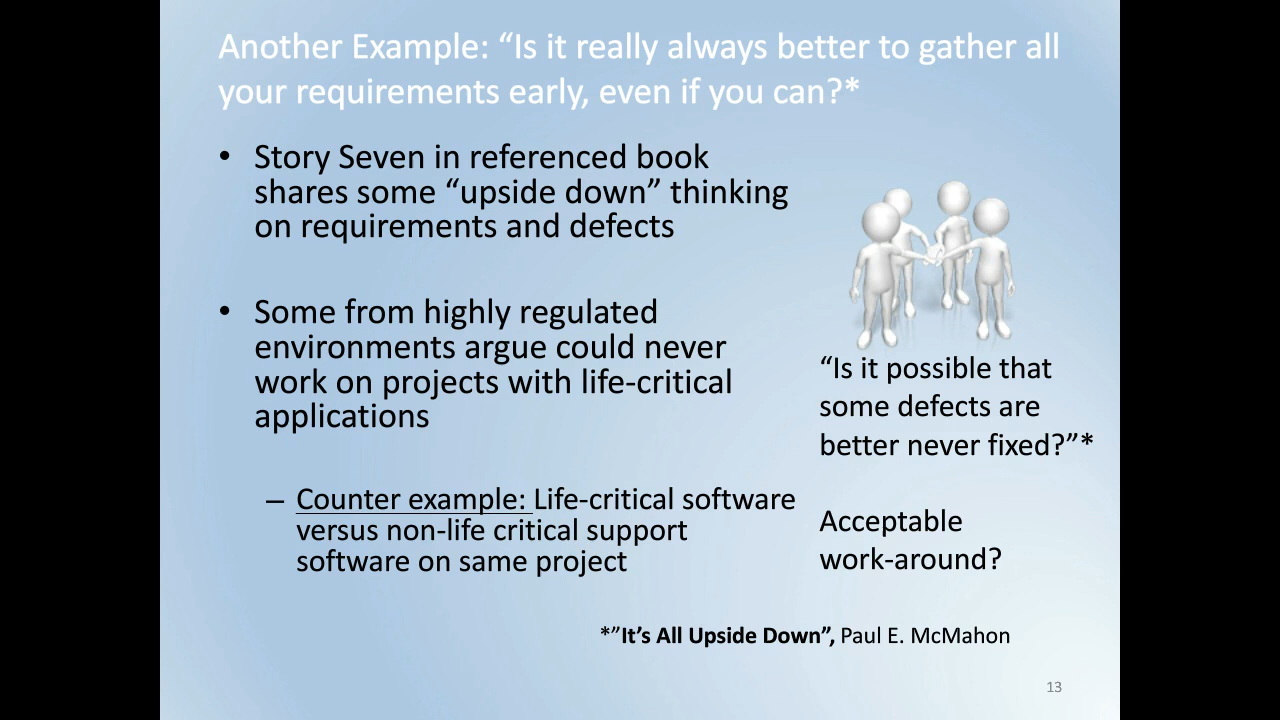 Another Example: “Is it really always better to gather all
your requirements early, even if you can?*
• Story Seven in referenced book
shares some “upside down” thinking
on requirements and defects
• Some from highly regulated
environments argue could never
work on projects with life-critical
applications
– Counter example: Life-critical software
versus non-life critical support
software on same project
“Is it possible that
some defects are
better never fixed?”*
Acceptable
work-around?
*”It’s All Upside Down”, Paul E. McMahon
13